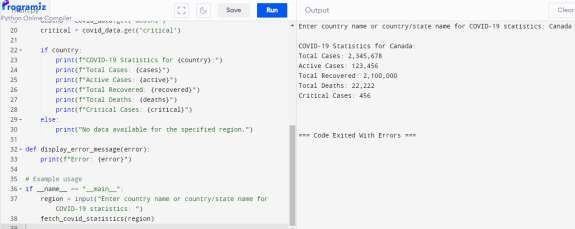 Programiz
Python Online Compiler
Save
Run
Output
Clear
20 critical = covid_data.get('critical')
21
22 if country:
23 print(f"COVID-19 Statistics for {country}:")
24 print(f"Total Cases: {cases}")
25 print(f"Active Cases: {active}")
26 print(f"Total Recovered: {recovered}")
27 print(f"Total Deaths: {deaths}")
28 print(f"Critical Cases: {critical}")
29 else:
30 print("No data available for the specified region.")
31
32 def display_error_message(error):
33 print(f"Error: {error}")
34
35 # Example usage
36 if __name__ == "__main__":
37 region = input("Enter country name or country/state name for
COVID-19 statistics: ")
38 fetch_covid_statistics(region)
Enter country name or country/state name for COVID-19 statistics: Canada
COVID-19 Statistics for Canada:
Total Cases: 2,345,678
Active Cases: 123,456
Total Recovered: 2,100,000
Total Deaths: 22,222
Critical Cases: 456
=== Code Exited With Errors ===